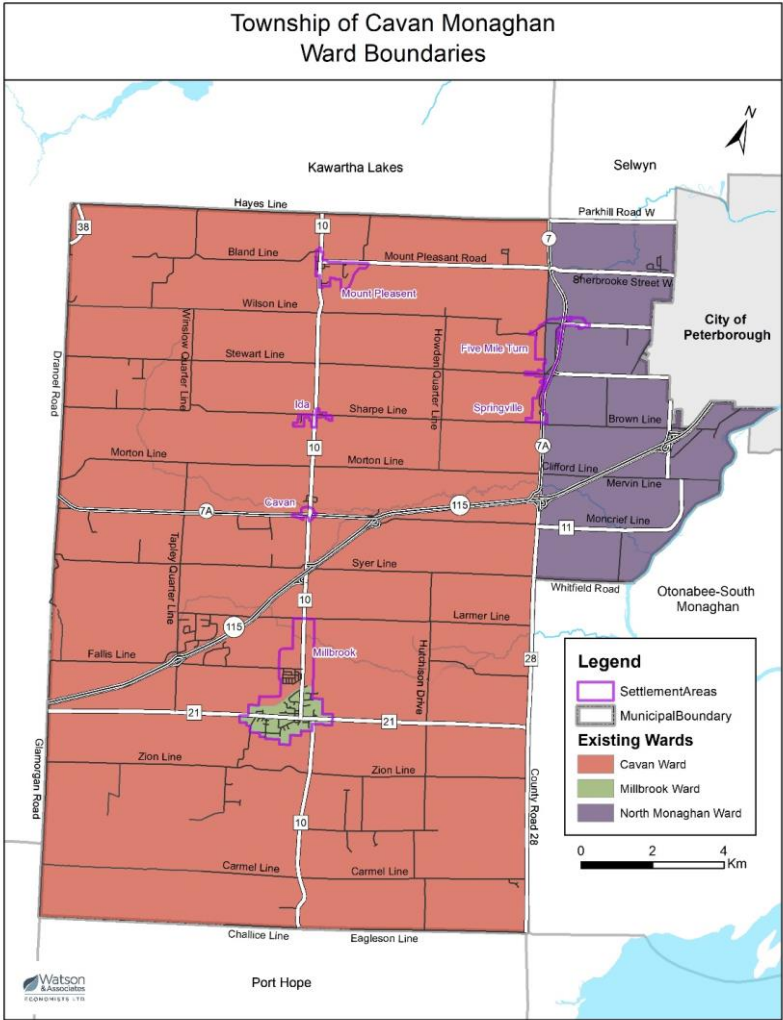 Township of Cavan Monaghan
Ward Boundaries
N
Kawartha Lakes
Selwyn
Hayes Line
Parkhill Road W
38
10
7
Bland Line
Mount Pleasant Road
Sherbrooke Street W
Mount Pleasent
Wilson Line
City of
Peterborough
Winslow Quarter Line
Howden Quarter Line
Five Mile Turn
Stewart Line
Dranoel Road
Ida
Sharpe Line
Springville
Brown Line
10
7A
Morton Line
Morton Line
Clifford Line
Mervin Line
Cavan
115
7A
11
Moncrief Line
Tapley Quarter Line
Syer Line
Whitfield Road
Otonabee-South
Monaghan
10
Larmer Line
115
Fallis Line
Millbrook
Hutchison Drive
28
21
21
Zion Line
Zion Line
Glamorgan Road
County Road 28
10
Carmel Line
Carmel Line
Challice Line
Eagleson Line
Port Hope
Legend
SettlementAreas
MunicipalBoundary
Existing Wards
Cavan Ward
Millbrook Ward
North Monaghan Ward
0 2 4
Km
Watson
& Associates
ECONOMISTS LTD